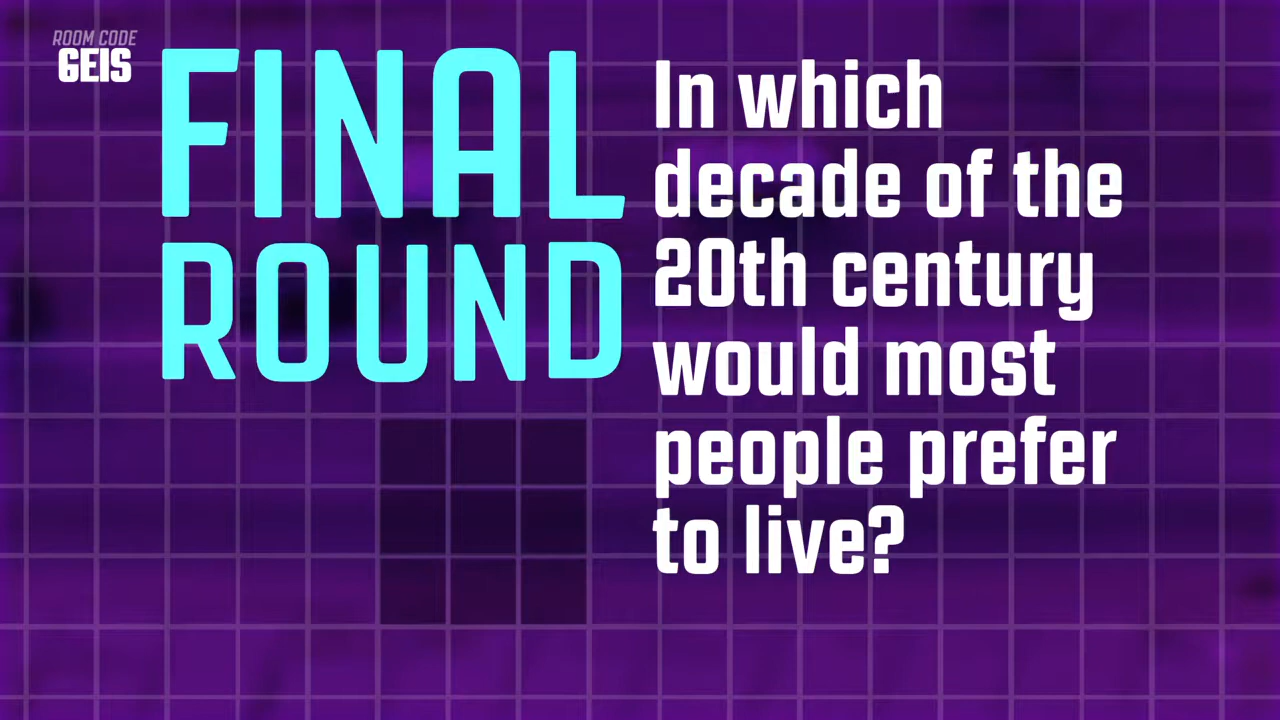 ROOM CODE
GEIS
FINAL
ROUND
In which
decade of the
20th century
would most
people prefer
to live?